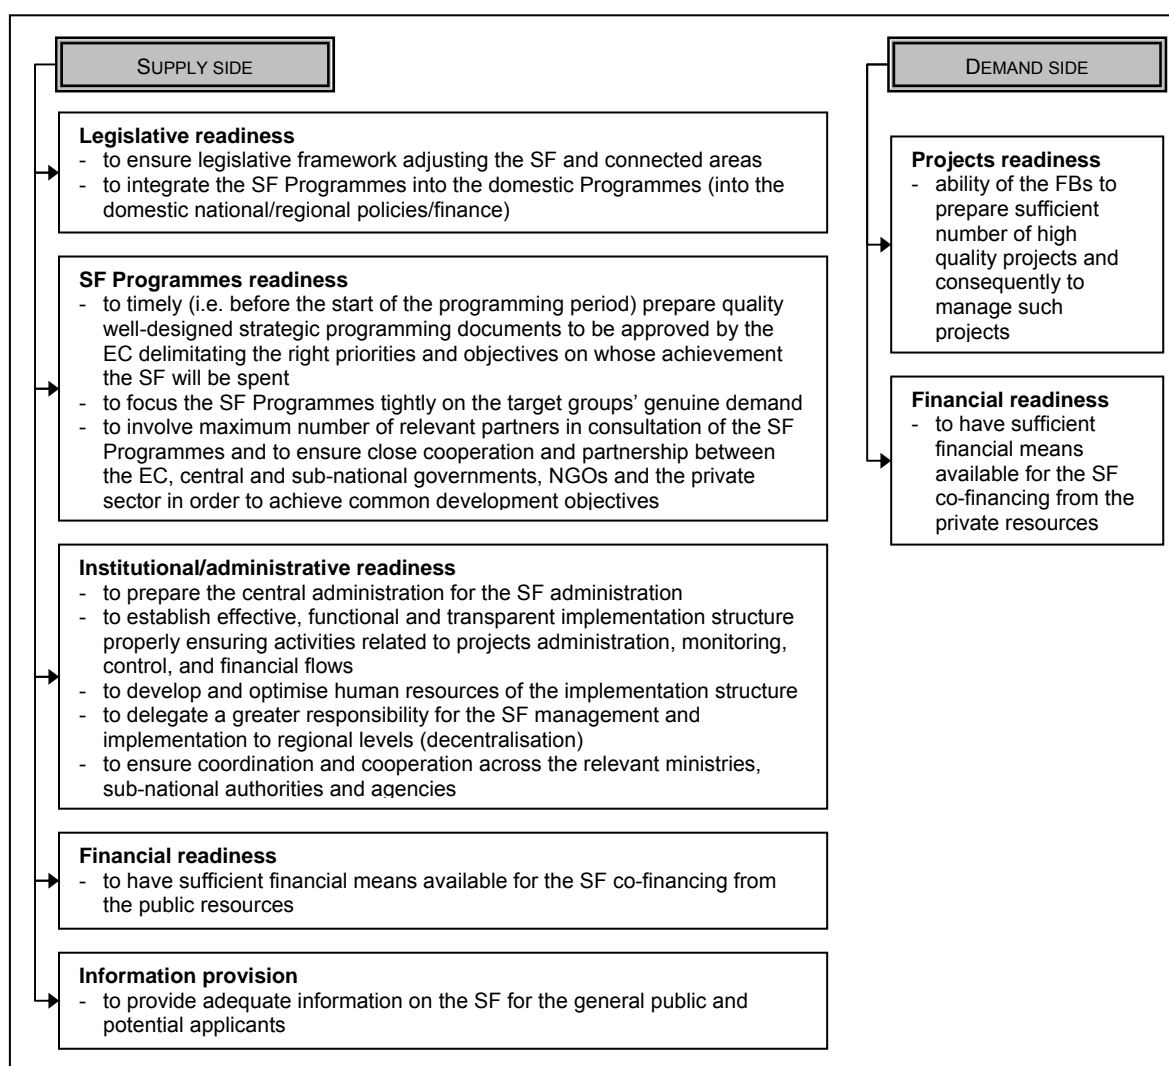 SUPPLY SIDE
Legislative readiness
- to ensure legislative framework adjusting the SF and connected areas
- to integrate the SF Programmes into the domestic Programmes (into the
domestic national/regional policies/finance)
SF Programmes readiness
- to timely (i.e. before the start of the programming period) prepare quality
well-designed strategic programming documents to be approved by the
EC delimitating the right priorities and objectives on whose achievement
the SF will be spent
- to focus the SF Programmes tightly on the target groups' genuine demand
- to involve maximum number of relevant partners in consultation of the SF
Programmes and to ensure close cooperation and partnership between
the EC, central and sub-national governments, NGOs and the private
sector in order to achieve common development objectives
Institutional/administrative readiness
- to prepare the central administration for the SF administration
- to establish effective, functional and transparent implementation structure
properly ensuring activities related to projects administration, monitoring,
control, and financial flows
- to develop and optimise human resources of the implementation structure
- to delegate a greater responsibility for the SF management and
implementation to regional levels (decentralisation)
- to ensure coordination and cooperation across the relevant ministries,
sub-national authorities and agencies
Financial readiness
- to have sufficient financial means available for the SF co-financing from
the public resources
Information provision
- to provide adequate information on the SF for the general public and
potential applicants
DEMAND SIDE
Projects readiness
- ability of the FBs to
prepare sufficient
number of high
quality projects and
consequently to
manage such
projects
Financial readiness
- to have sufficient
financial means
available for the SF
co-financing from the
private resources